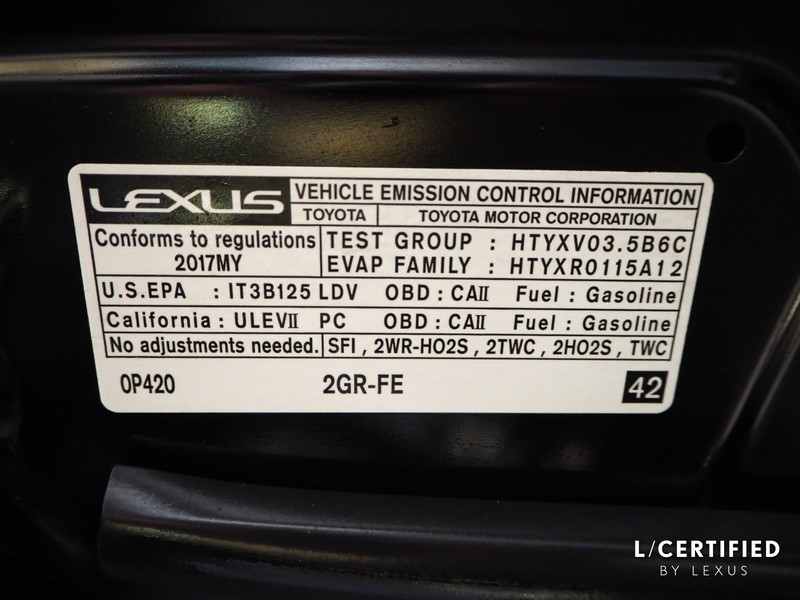 LEXUS VEHICLE EMISSION CONTROL INFORMATION
TOYOTA TOYOTA MOTOR CORPORATION
Conforms to regulations TEST GROUP : HTYXV03.5B6C
2017MY EVAP FAMILY : HTYXR0115A12
U.S.EPA : IT3B125 LDV OBD : CAII Fuel : Gasoline
California : ULEVII PC OBD : CAII Fuel : Gasoline
No adjustments needed. SFI , 2WR-HO2S , 2TWC , 2HO2S , TWC
0P420 2GR-FE 42
L/CERTIFIED
BY LEXUS